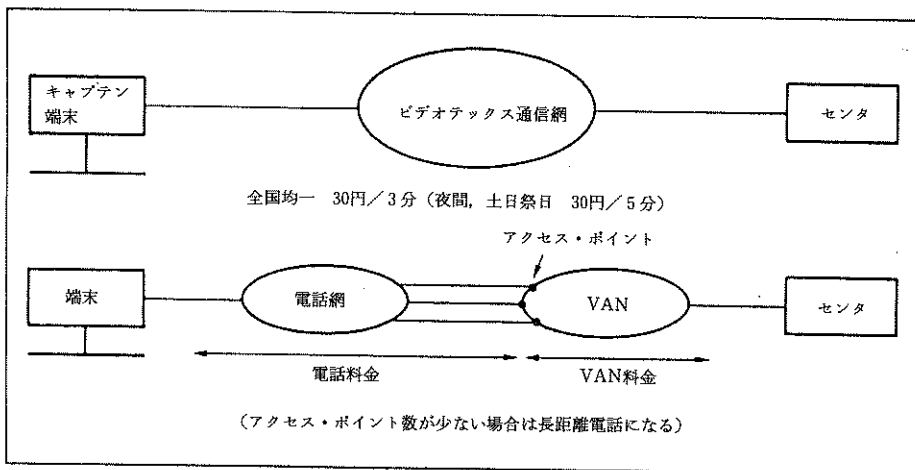 キャプテン
端末
ビデオテックス通信網
センタ
全国均一　30円／3分（夜間，土日祭日　30円／5分）
アクセス・ポイント
端末
電話網
VAN
センタ
電話料金
VAN料金
（アクセス・ポイント数が少ない場合は長距離電話になる）